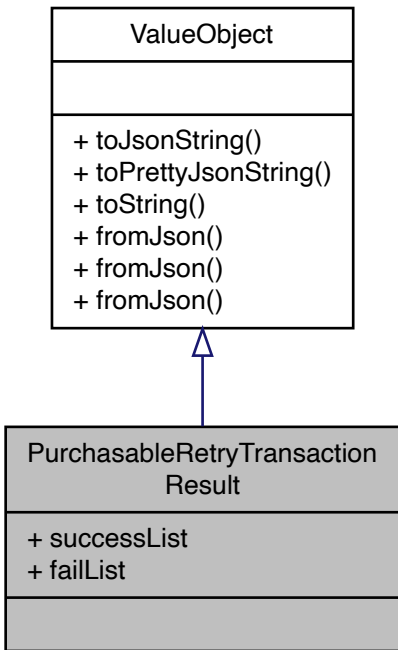 ValueObject
+ toJsonString()
+ toPrettyJsonString()
+ toString()
+ fromJson()
+ fromJson()
+ fromJson()
PurchasableRetryTransaction
Result
+ successList
+ failList